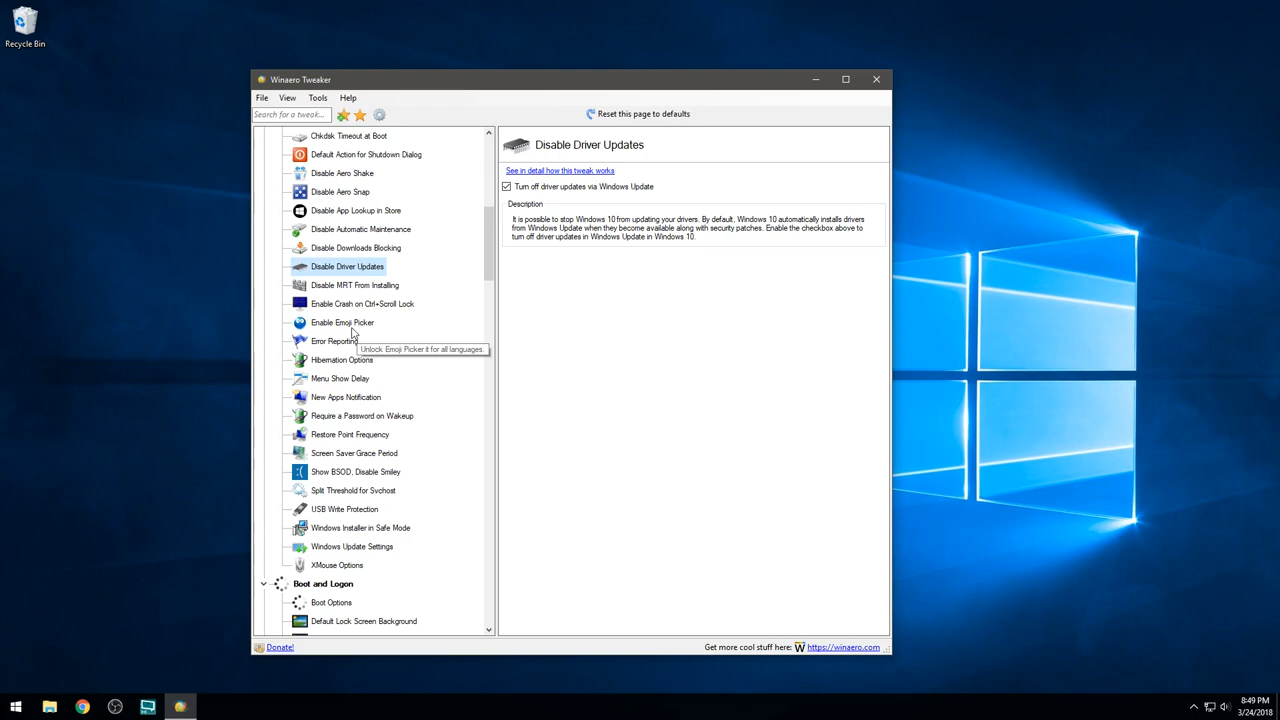 Recycle Bin
Winaero Tweaker
File View Tools Help
Search for a tweak...
Reset this page to defaults
Chkdsk Timeout at Boot
Default Action for Shutdown Dialog
Disable Aero Shake
Disable Aero Snap
Disable App Lookup in Store
Disable Automatic Maintenance
Disable Downloads Blocking
Disable Driver Updates
Disable MRT From Installing
Enable Crash on Ctrl+Scroll Lock
Enable Emoji Picker
Error Reporting
Unlock Emoji Picker it for all languages.
Hibernation Options
Menu Show Delay
New Apps Notification
Require a Password on Wakeup
Restore Point Frequency
Screen Saver Grace Period
Show BSOD, Disable Smiley
Split Threshold for Svchost
USB Write Protection
Windows Installer in Safe Mode
Windows Update Settings
XMouse Options
Boot and Logon
Boot Options
Default Lock Screen Background
Disable Driver Updates
See in detail how this tweak works
Turn off driver updates via Windows Update
Description
It is possible to stop Windows 10 from updating your drivers. By default, Windows 10 automatically installs drivers
from Windows Update when they become available along with security patches. Enable the checkbox above to
turn off driver updates in Windows Update in Windows 10.
Donate!
Get more cool stuff here: W https://winaero.com
8:49 PM
3/24/2018